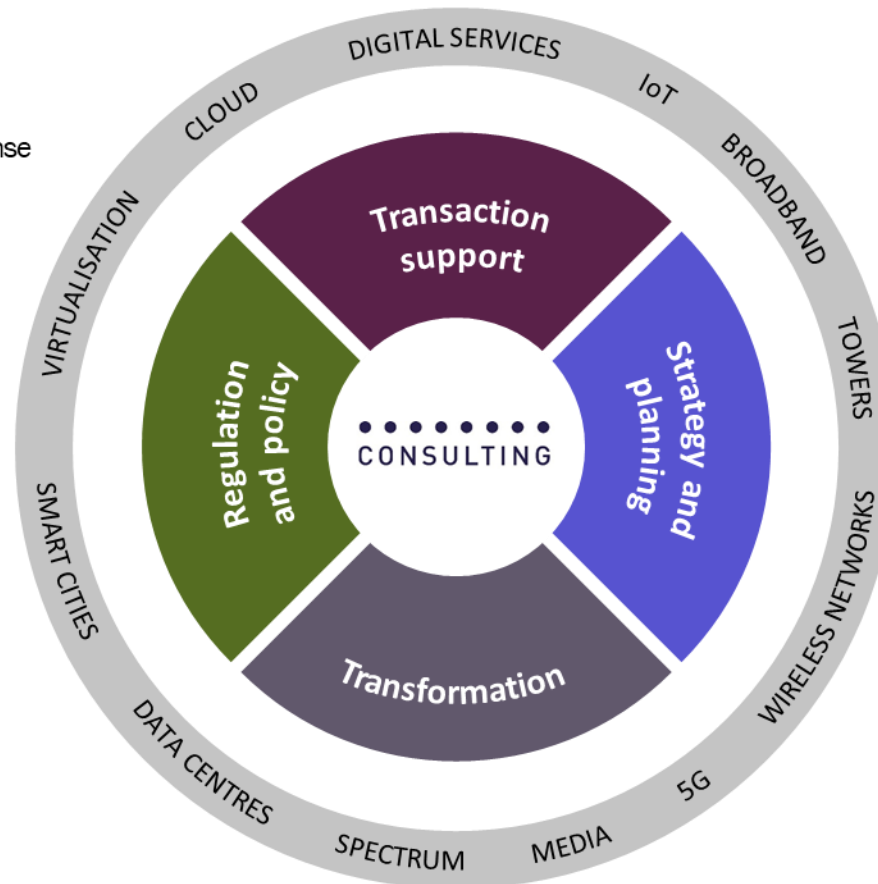 DIGITAL SERVICES
IoT
BROADBAND
TOWERS
WIRELESS NETWORKS
5G
MEDIA
SPECTRUM
DATA CENTRES
SMART CITIES
VIRTUALISATION
CLOUD
Transaction
support
Strategy and
planning
Transformation
Regulation
and policy
CONSULTING